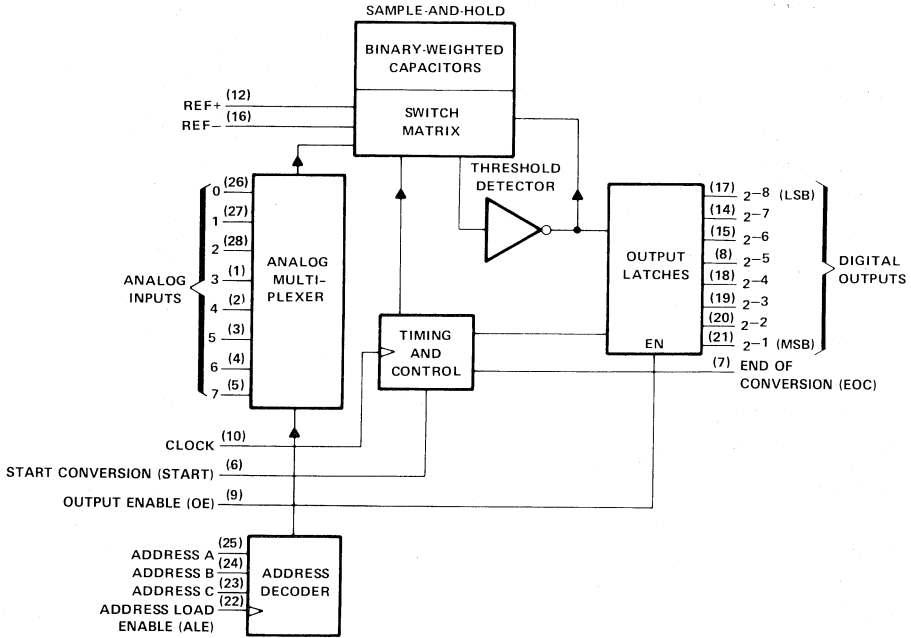 SAMPLE-AND-HOLD
BINARY-WEIGHTED
CAPACITORS
SWITCH
MATRIX
REF+ (12)
REF− (16)
THRESHOLD
DETECTOR
ANALOG
INPUTS
0 (26)
1 (27)
2 (28)
3 (1)
4 (2)
5 (3)
6 (4)
7 (5)
ANALOG
MULTI-
PLEXER
TIMING
AND
CONTROL
OUTPUT
LATCHES
EN
(17) 2−8 (LSB)
(14) 2−7
(15) 2−6
(8) 2−5
(18) 2−4
(19) 2−3
(20) 2−2
(21) 2−1 (MSB)
DIGITAL
OUTPUTS
(7) END OF
CONVERSION (EOC)
CLOCK (10)
START CONVERSION (START) (6)
OUTPUT ENABLE (OE) (9)
ADDRESS A (25)
ADDRESS B (24)
ADDRESS C (23)
ADDRESS LOAD (22)
ENABLE (ALE)
ADDRESS
DECODER